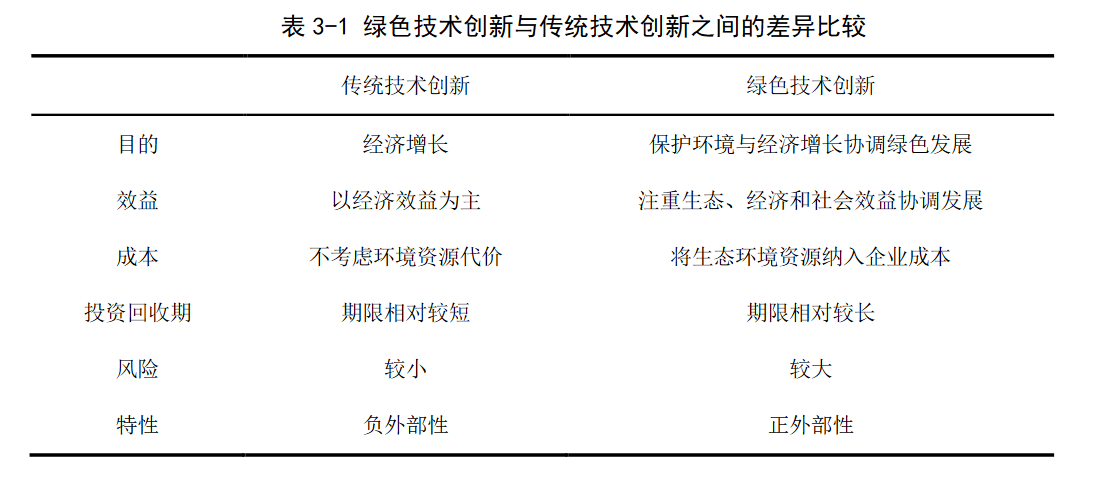 表 3-1 绿色技术创新与传统技术创新之间的差异比较
传统技术创新 绿色技术创新
目的 经济增长 保护环境与经济增长协调绿色发展
效益 以经济效益为主 注重生态、经济和社会效益协调发展
成本 不考虑环境资源代价 将生态环境资源纳入企业成本
投资回收期 期限相对较短 期限相对较长
风险 较小 较大
特性 负外部性 正外部性